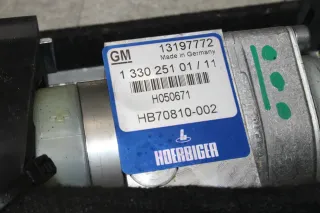 GM 13197772
Made in Germany
1 330 251 01 / 11
H050671
HB70810-002
HOERBIGER